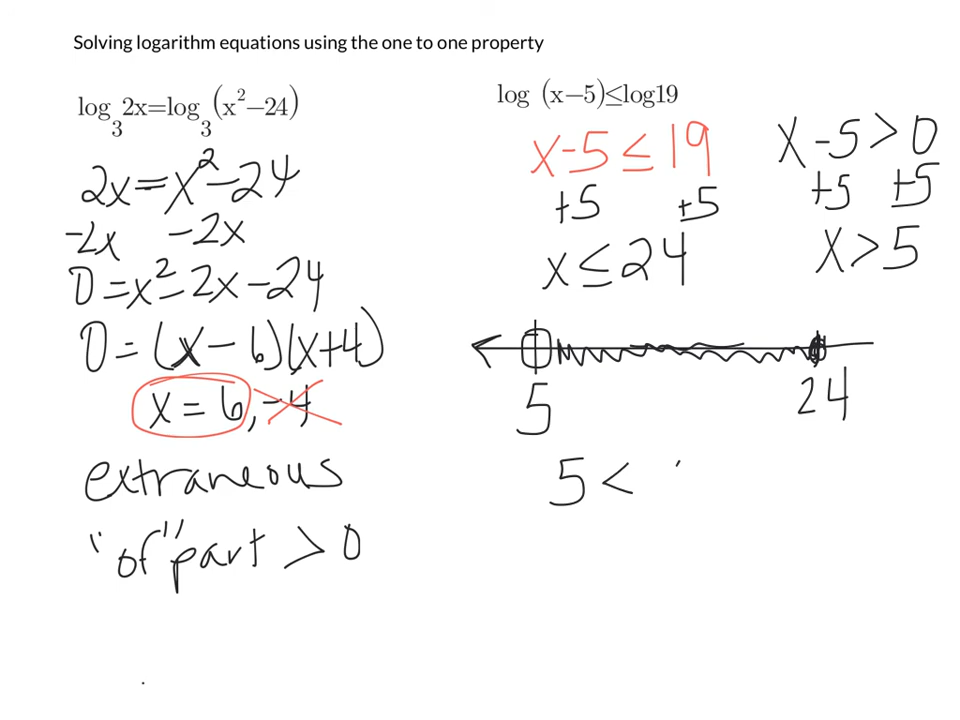 Solving logarithm equations using the one to one property
log₃2x=log₃(x²−24)
2x=x²-24
-2x -2x
0=x²-2x-24
0=(x-6)(x+4)
x=6,-4
extraneous
"of" part > 0
log (x−5)≤log19
x-5≤19
+5 +5
x≤24
x-5>0
+5 +5
x>5
5 24
5<